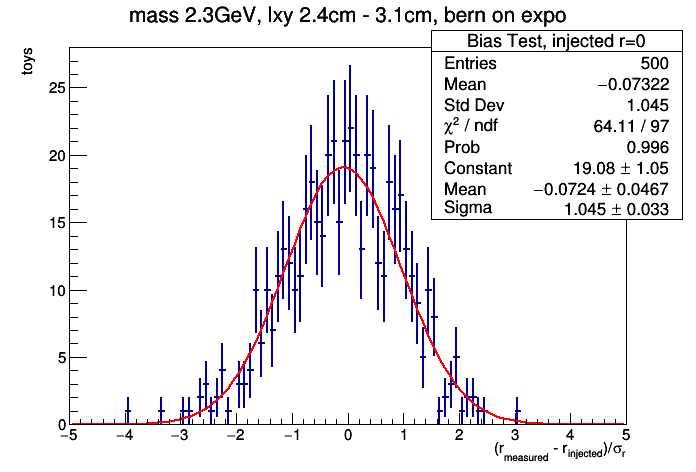 mass 2.3GeV, lxy 2.4cm - 3.1cm, bern on expo
toys
Bias Test, injected r=0
Entries 500
Mean −0.07322
Std Dev 1.045
χ² / ndf 64.11 / 97
Prob 0.996
Constant 19.08 ± 1.05
Mean −0.0724 ± 0.0467
Sigma 1.045 ± 0.033
25
20
15
10
5
0
−5 −4 −3 −2 −1 0 1 2 3 4 5
(r_measured - r_injected)/σ_r